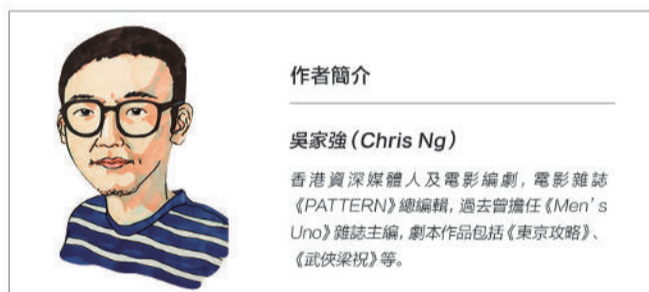 作者簡介
吳家強(Chris Ng)
香港資深媒體人及電影編劇，電影雜誌
《PATTERN》總編輯，過去曾擔任《Men's
Uno》雜誌主編，劇本作品包括《東京攻略》、
《武俠梁祝》等。